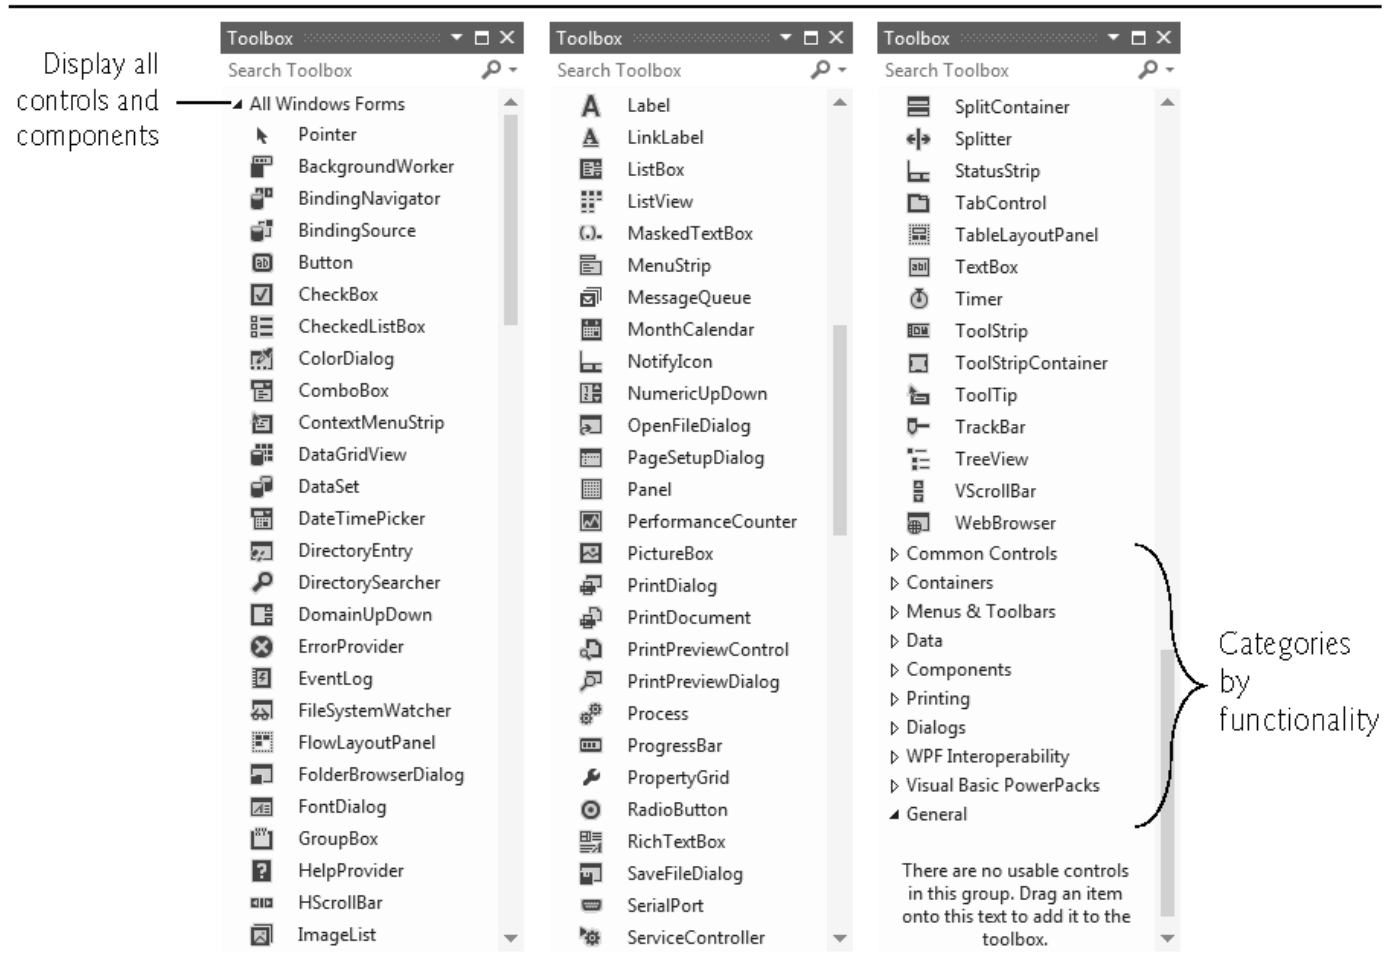 Display all
controls and
components
Toolbox
Search Toolbox
All Windows Forms
Pointer
BackgroundWorker
BindingNavigator
BindingSource
Button
CheckBox
CheckedListBox
ColorDialog
ComboBox
ContextMenuStrip
DataGridView
DataSet
DateTimePicker
DirectoryEntry
DirectorySearcher
DomainUpDown
ErrorProvider
EventLog
FileSystemWatcher
FlowLayoutPanel
FolderBrowserDialog
FontDialog
GroupBox
HelpProvider
HScrollBar
ImageList
Toolbox
Search Toolbox
Label
LinkLabel
ListBox
ListView
MaskedTextBox
MenuStrip
MessageQueue
MonthCalendar
NotifyIcon
NumericUpDown
OpenFileDialog
PageSetupDialog
Panel
PerformanceCounter
PictureBox
PrintDialog
PrintDocument
PrintPreviewControl
PrintPreviewDialog
Process
ProgressBar
PropertyGrid
RadioButton
RichTextBox
SaveFileDialog
SerialPort
ServiceController
Toolbox
Search Toolbox
SplitContainer
Splitter
StatusStrip
TabControl
TableLayoutPanel
TextBox
Timer
ToolStrip
ToolStripContainer
ToolTip
TrackBar
TreeView
VScrollBar
WebBrowser
Common Controls
Containers
Menus & Toolbars
Data
Components
Printing
Dialogs
WPF Interoperability
Visual Basic PowerPacks
General
There are no usable controls
in this group. Drag an item
onto this text to add it to the
toolbox.
Categories
by
functionality